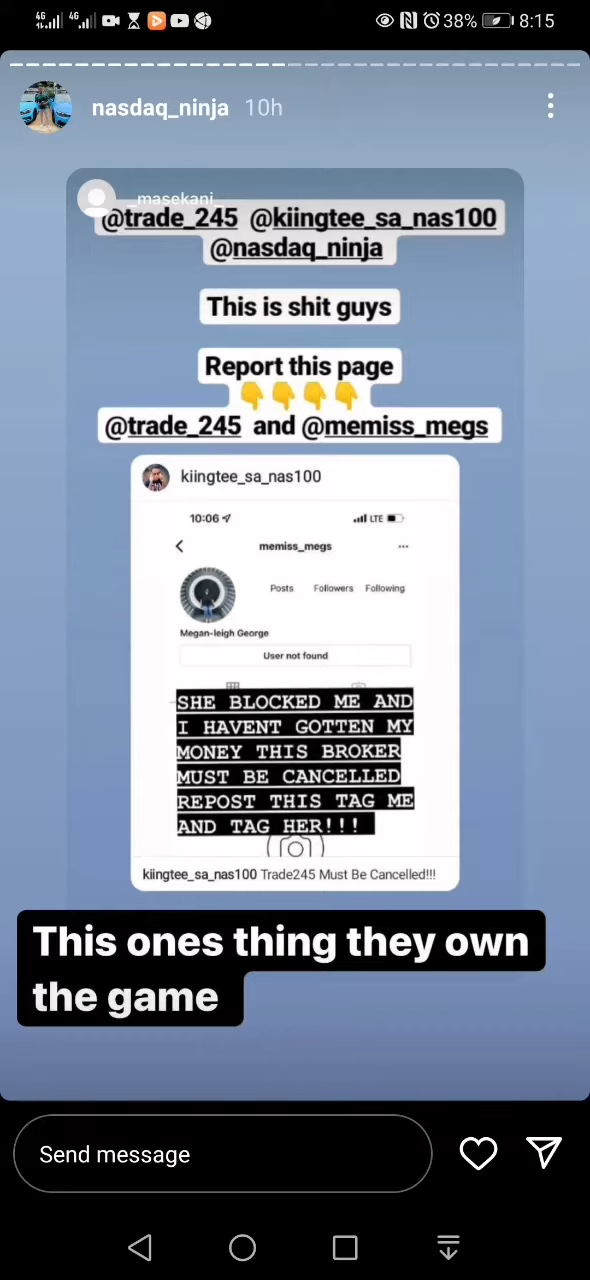 4G 4G 38% 8:15
nasdaq_ninja 10h
_masekani_
@trade_245 @kiingtee_sa_nas100
@nasdaq_ninja
This is shit guys
Report this page
👇👇👇👇
@trade_245 and @memiss_megs
kiingtee_sa_nas100
10:06 LTE
memiss_megs
Posts Followers Following
Megan-leigh George
User not found
SHE BLOCKED ME AND
I HAVENT GOTTEN MY
MONEY THIS BROKER
MUST BE CANCELLED
REPOST THIS TAG ME
AND TAG HER!!!
kiingtee_sa_nas100 Trade245 Must Be Cancelled!!!
This ones thing they own
the game
Send message